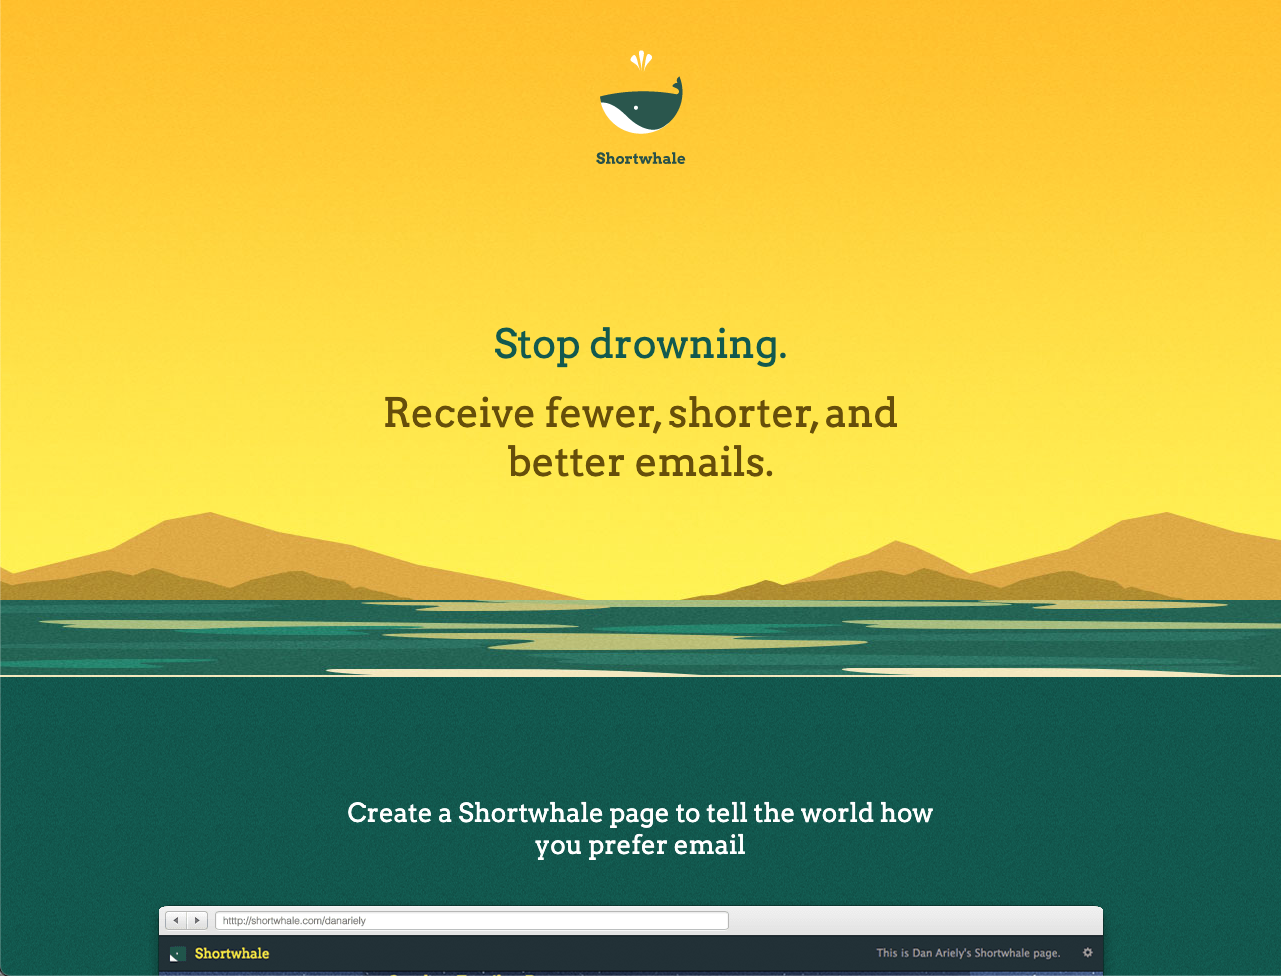 Shortwhale
Stop drowning.
Receive fewer, shorter, and
better emails.
Create a Shortwhale page to tell the world how
you prefer email
htttp://shortwhale.com/danariely
Shortwhale
This is Dan Ariely's Shortwhale page.